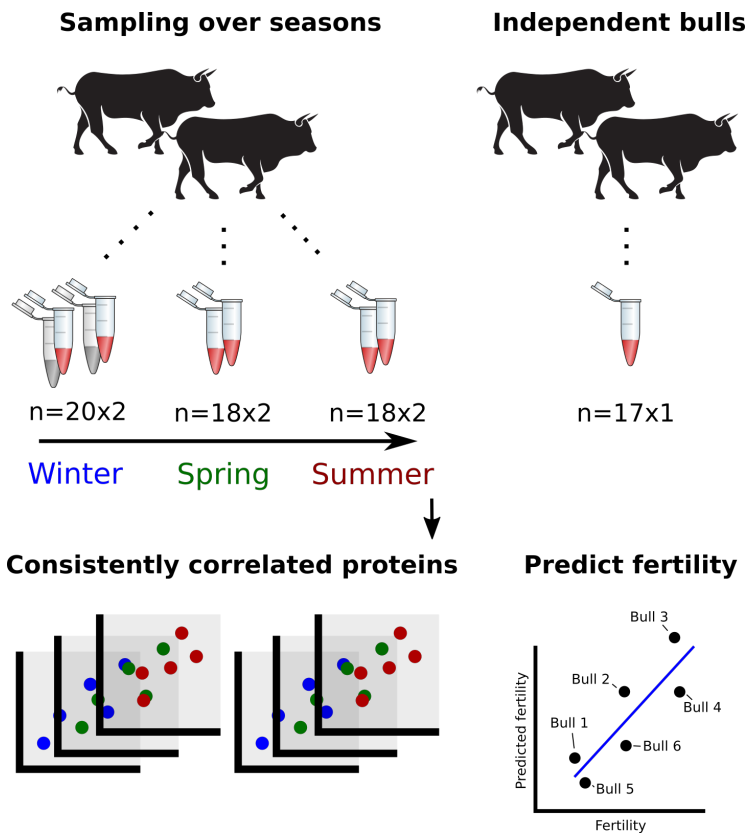 Sampling over seasons
Independent bulls
n=20x2
n=18x2
n=18x2
n=17x1
Winter
Spring
Summer
Consistently correlated proteins
Predict fertility
Bull 3
Bull 2
Bull 4
Bull 1
Bull 6
Bull 5
Predicted fertility
Fertility